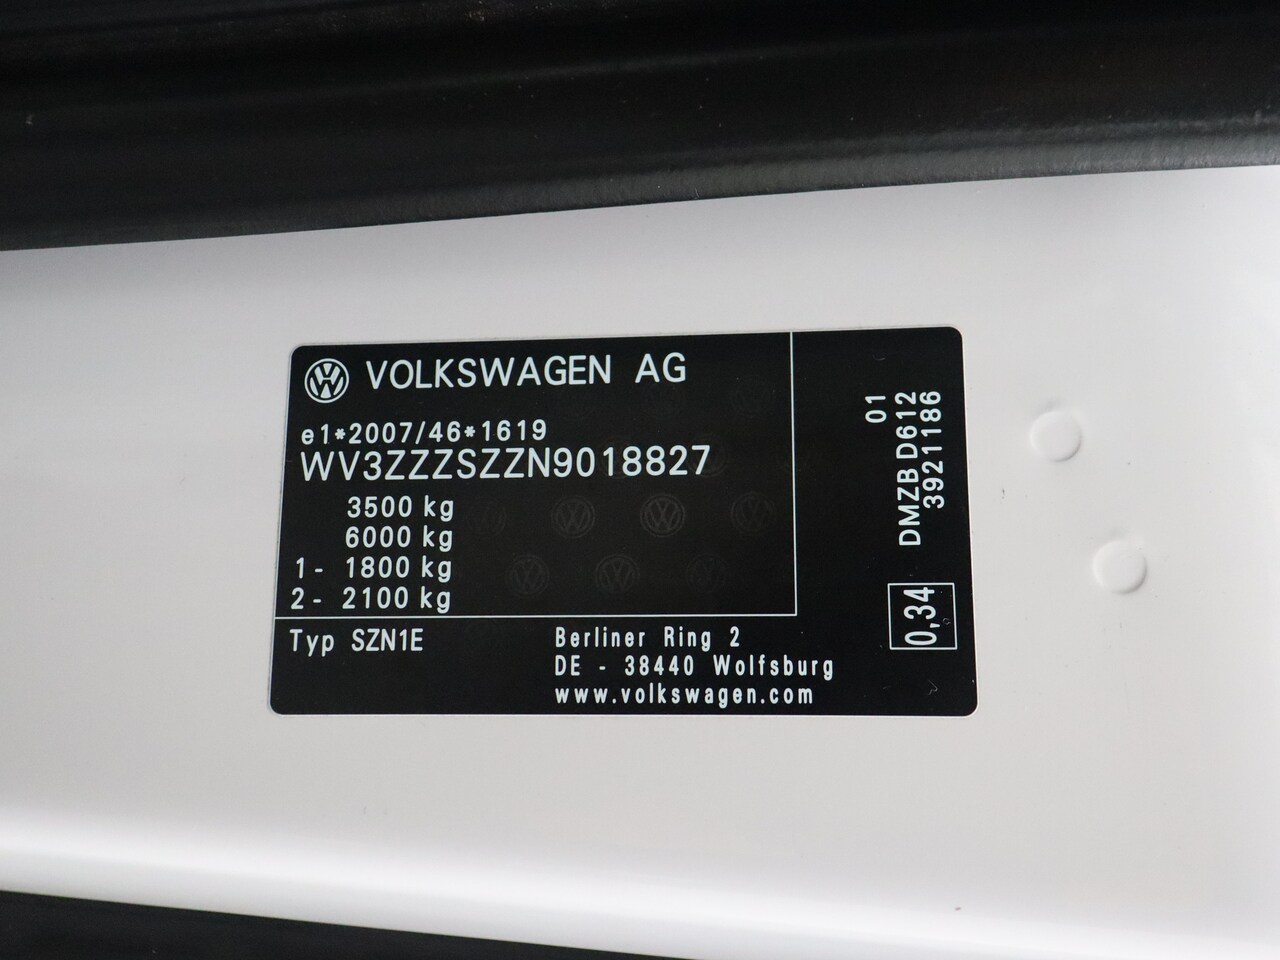 VOLKSWAGEN AG
e1*2007/46*1619
WV3ZZZSZZN9018827
3500 kg
6000 kg
1- 1800 kg
2- 2100 kg
Typ SZN1E
Berliner Ring 2
DE - 38440 Wolfsburg
www.volkswagen.com
01
DMZB D612
3921186
0,34